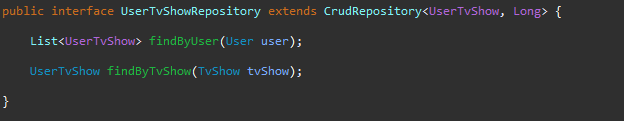 public interface UserTvShowRepository extends CrudRepository<UserTvShow, Long> {
List<UserTvShow> findByUser(User user);
UserTvShow findByTvShow(TvShow tvShow);
}